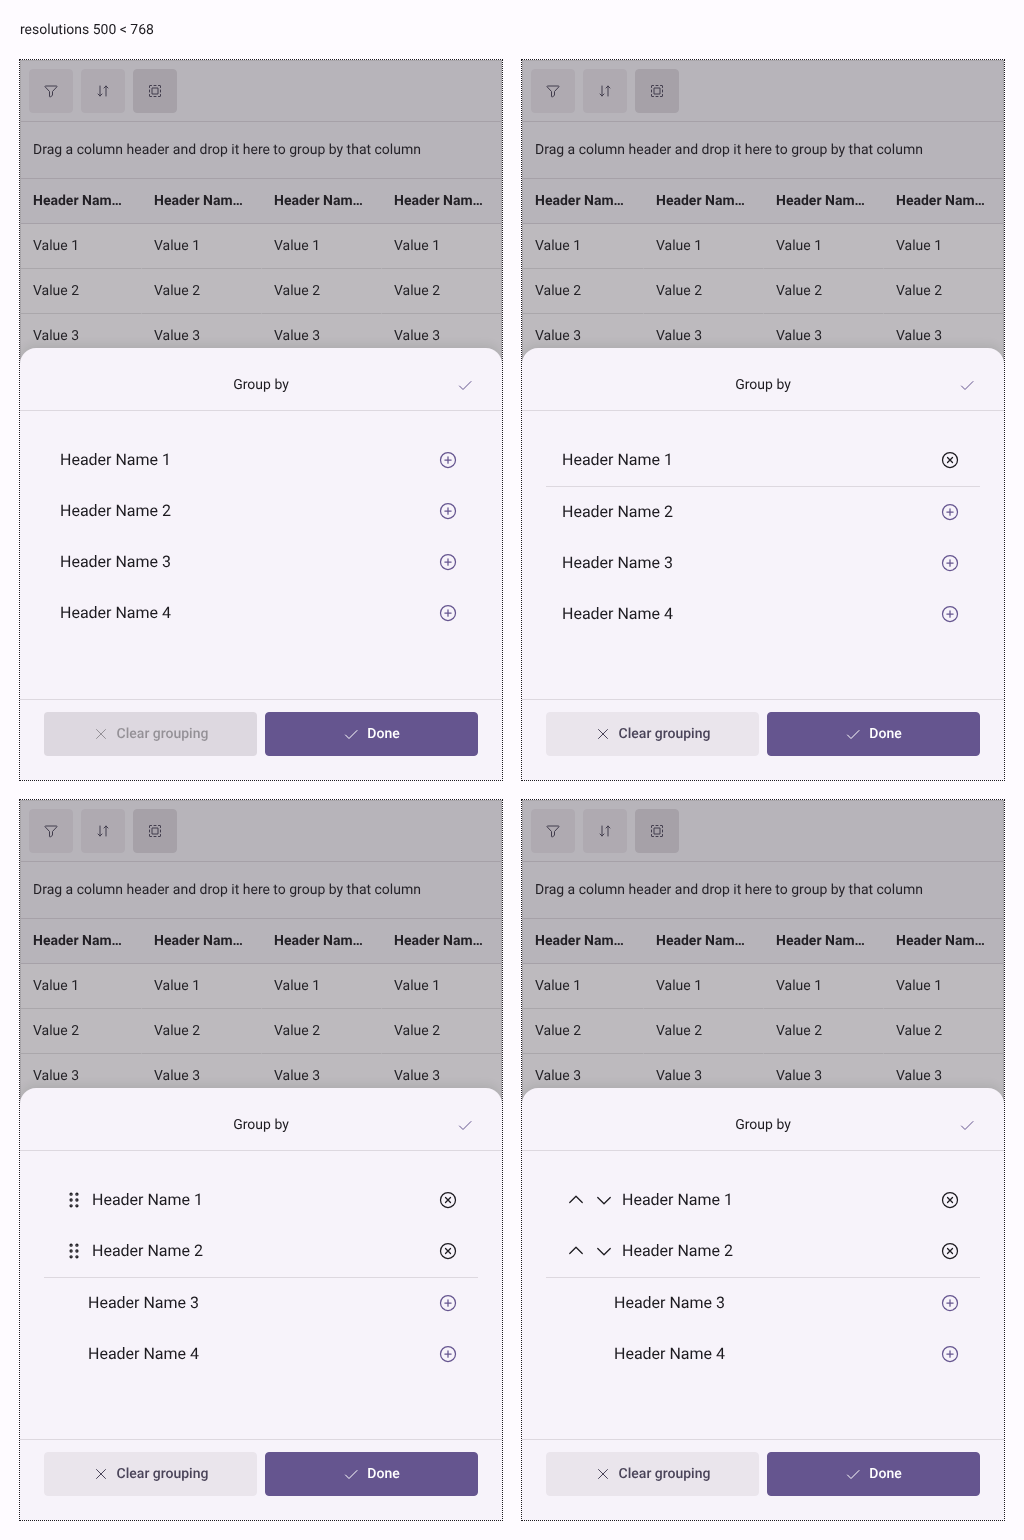 resolutions 500 < 768
Drag a column header and drop it here to group by that column
Header Nam... Header Nam... Header Nam... Header Nam...
Value 1 Value 1 Value 1 Value 1
Value 2 Value 2 Value 2 Value 2
Value 3 Value 3 Value 3 Value 3
Group by
Header Name 1
Header Name 2
Header Name 3
Header Name 4
Clear grouping Done
Drag a column header and drop it here to group by that column
Header Nam... Header Nam... Header Nam... Header Nam...
Value 1 Value 1 Value 1 Value 1
Value 2 Value 2 Value 2 Value 2
Value 3 Value 3 Value 3 Value 3
Group by
Header Name 1
Header Name 2
Header Name 3
Header Name 4
Clear grouping Done
Drag a column header and drop it here to group by that column
Header Nam... Header Nam... Header Nam... Header Nam...
Value 1 Value 1 Value 1 Value 1
Value 2 Value 2 Value 2 Value 2
Value 3 Value 3 Value 3 Value 3
Group by
Header Name 1
Header Name 2
Header Name 3
Header Name 4
Clear grouping Done
Drag a column header and drop it here to group by that column
Header Nam... Header Nam... Header Nam... Header Nam...
Value 1 Value 1 Value 1 Value 1
Value 2 Value 2 Value 2 Value 2
Value 3 Value 3 Value 3 Value 3
Group by
Header Name 1
Header Name 2
Header Name 3
Header Name 4
Clear grouping Done